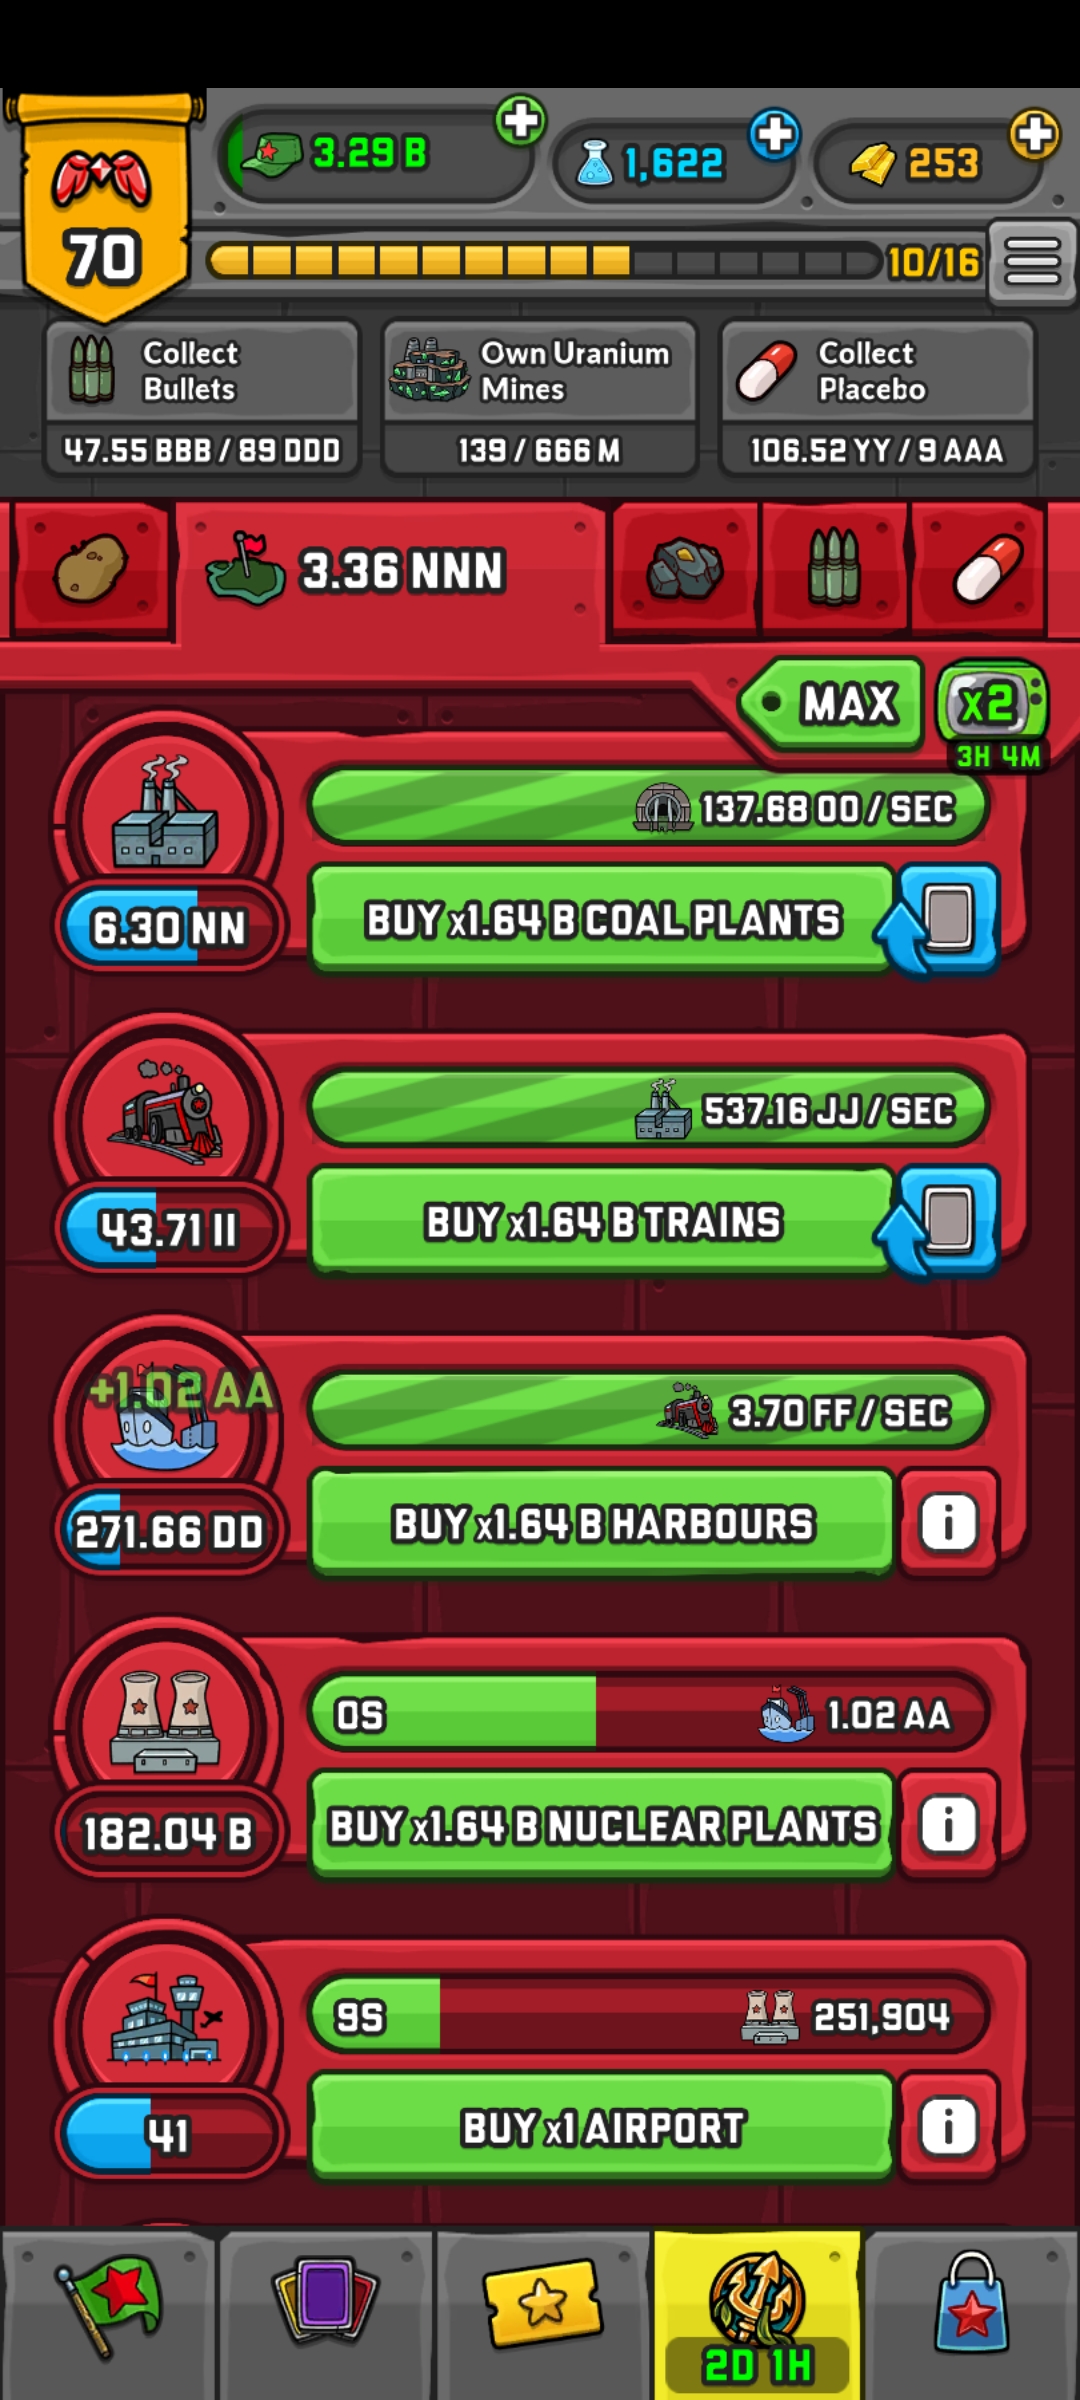 3.29 B
1,622
253
70
10/16
Collect
Bullets
47.55 BBB / 89 DDD
Own Uranium
Mines
139 / 666 M
Collect
Placebo
106.52 YY / 9 AAA
3.36 NNN
MAX
x2
3H 4M
137.68 OO / SEC
6.30 NN
BUY x1.64 B COAL PLANTS
537.16 JJ / SEC
43.71 II
BUY x1.64 B TRAINS
+1.02 AA
3.70 FF / SEC
271.66 DD
BUY x1.64 B HARBOURS
i
0S
1.02 AA
182.04 B
BUY x1.64 B NUCLEAR PLANTS
i
9S
251,904
41
BUY x1 AIRPORT
i
2D 1H